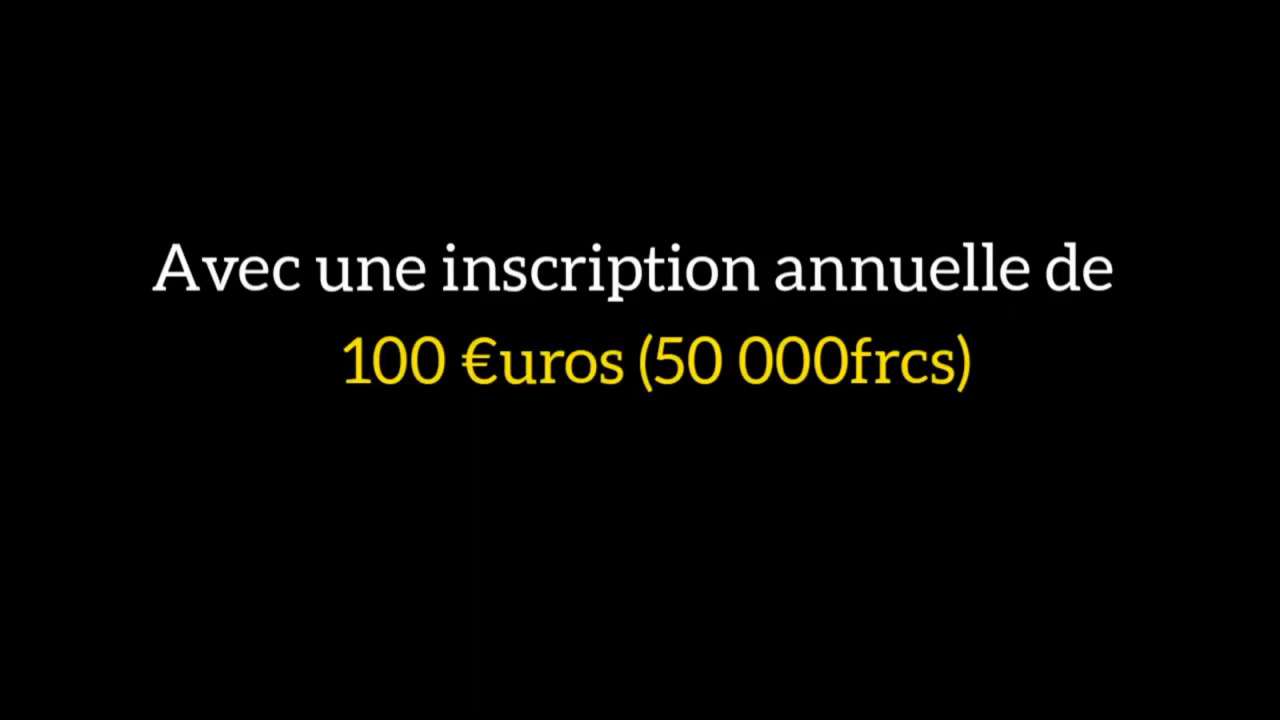 Avec une inscription annuelle de
100 €uros (50 000frcs)